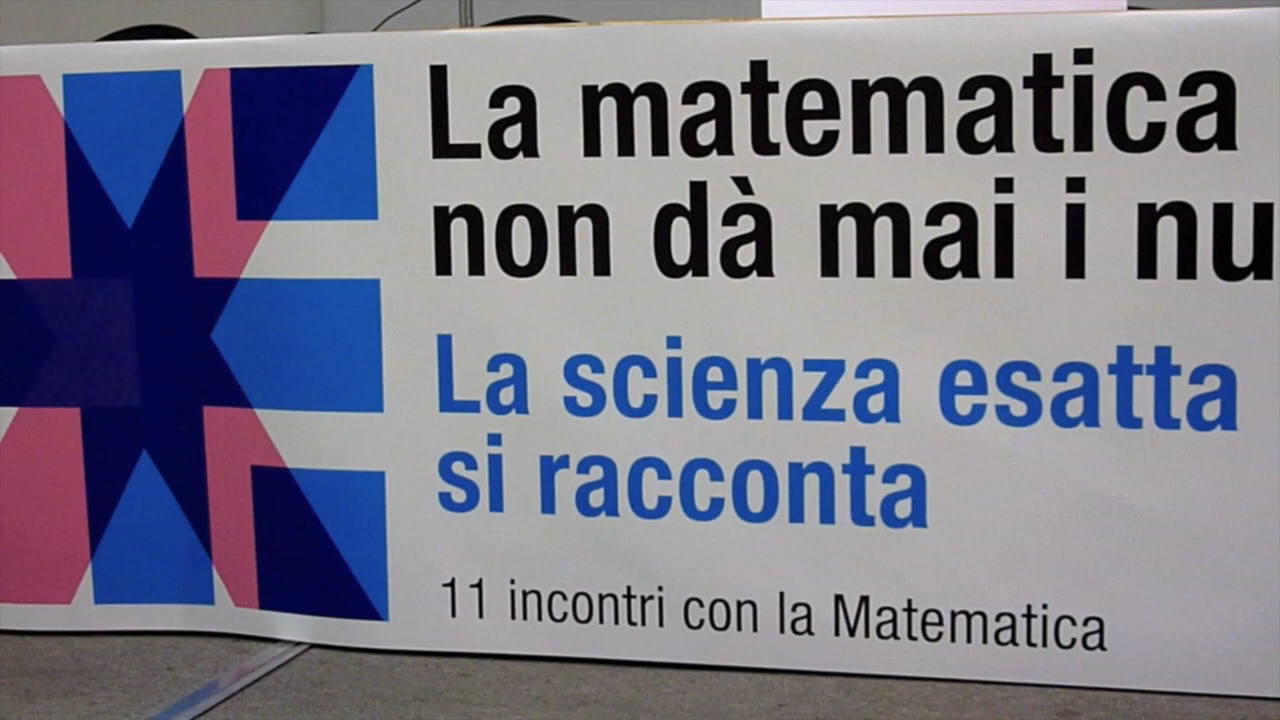 La matematica
non dà mai i nu
La scienza esatta
si racconta
11 incontri con la Matematica